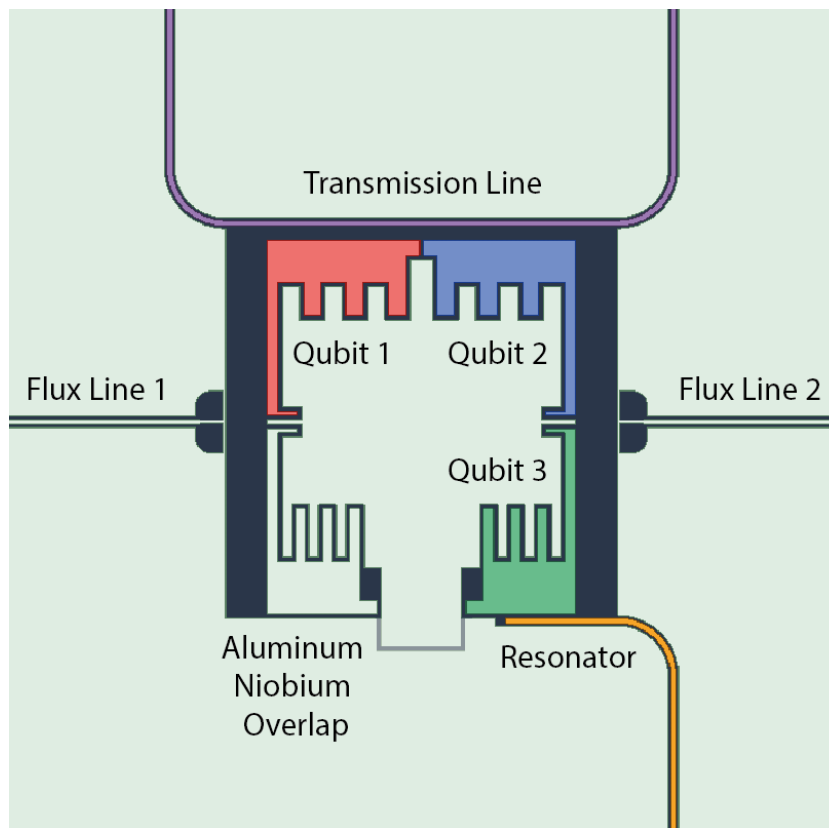 Transmission Line
Qubit 1
Qubit 2
Flux Line 1
Flux Line 2
Qubit 3
Aluminum
Niobium
Overlap
Resonator